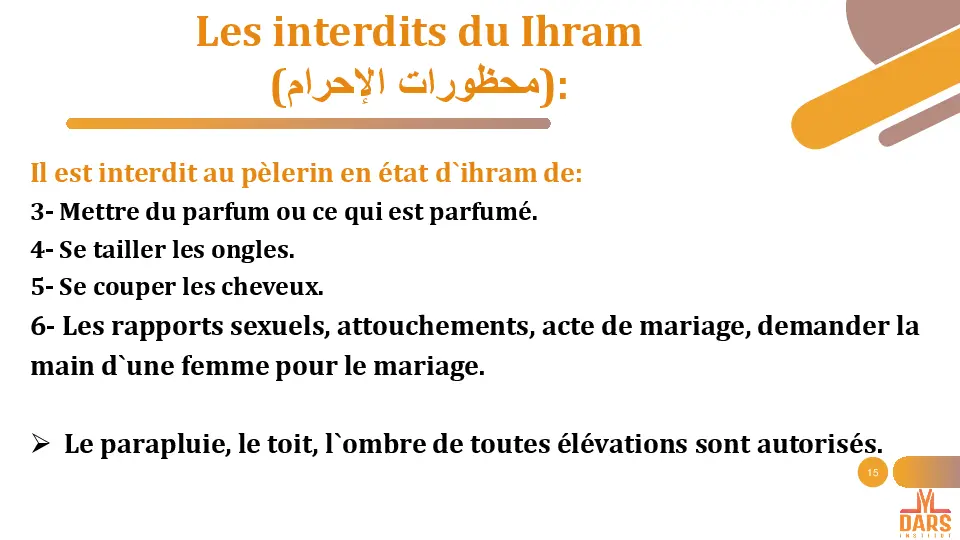 Les interdits du Ihram
(محظورات الإحرام):
Il est interdit au pèlerin en état d`ihram de:
3- Mettre du parfum ou ce qui est parfumé.
4- Se tailler les ongles.
5- Se couper les cheveux.
6- Les rapports sexuels, attouchements, acte de mariage, demander la
main d`une femme pour le mariage.
➢ Le parapluie, le toit, l`ombre de toutes élévations sont autorisés.
15
DARS
INSTITUT